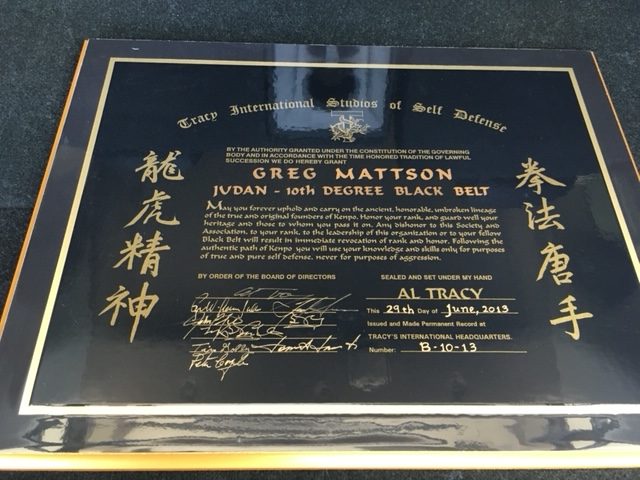 Tracy International Studios of Self Defense
BY THE AUTHORITY GRANTED UNDER THE CONSTITUTION OF THE GOVERNING
BODY AND IN ACCORDANCE WITH THE TIME HONORED TRADITION OF LAWFUL
SUCCESSION WE DO HEREBY GRANT
GREG MATTSON
JUDAN - 10th DEGREE BLACK BELT
May you forever uphold and carry on the ancient, honorable, unbroken lineage
of the true and original founders of Kenpo. Honor your rank, and guard well your
heritage and those to whom you pass it on. Any dishonor to this Society and
Association, to your rank, to the leadership of this organization or to your fellow
Black Belt will result in immediate revocation of rank and honor. Following the
authentic path of Kenpo you will use your knowledge and skills only for purposes
of true and pure self defense, never for purposes of aggression.
龍虎精神
拳法唐手
BY ORDER OF THE BOARD OF DIRECTORS
SEALED AND SET UNDER MY HAND
AL TRACY
This 29th Day of June, 2013
Issued and Made Permanent Record at
TRACY'S INTERNATIONAL HEADQUARTERS.
Number: B-10-13